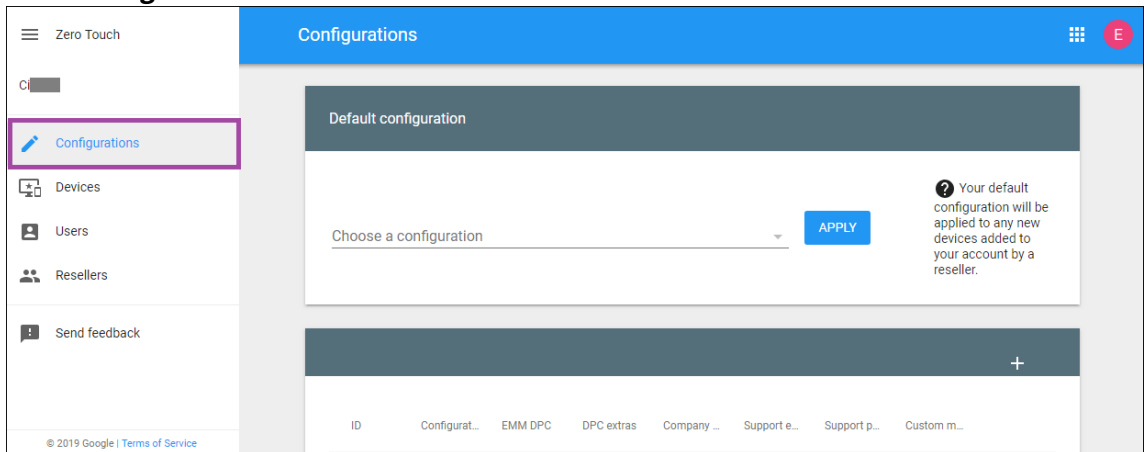 Zero Touch
Configurations
E
Ci
Default configuration
Configurations
Devices
Your default
configuration will be
applied to any new
devices added to
your account by a
reseller.
Choose a configuration
APPLY
Users
Resellers
Send feedback
+
ID Configurat... EMM DPC DPC extras Company ... Support e... Support p... Custom m...
© 2019 Google | Terms of Service